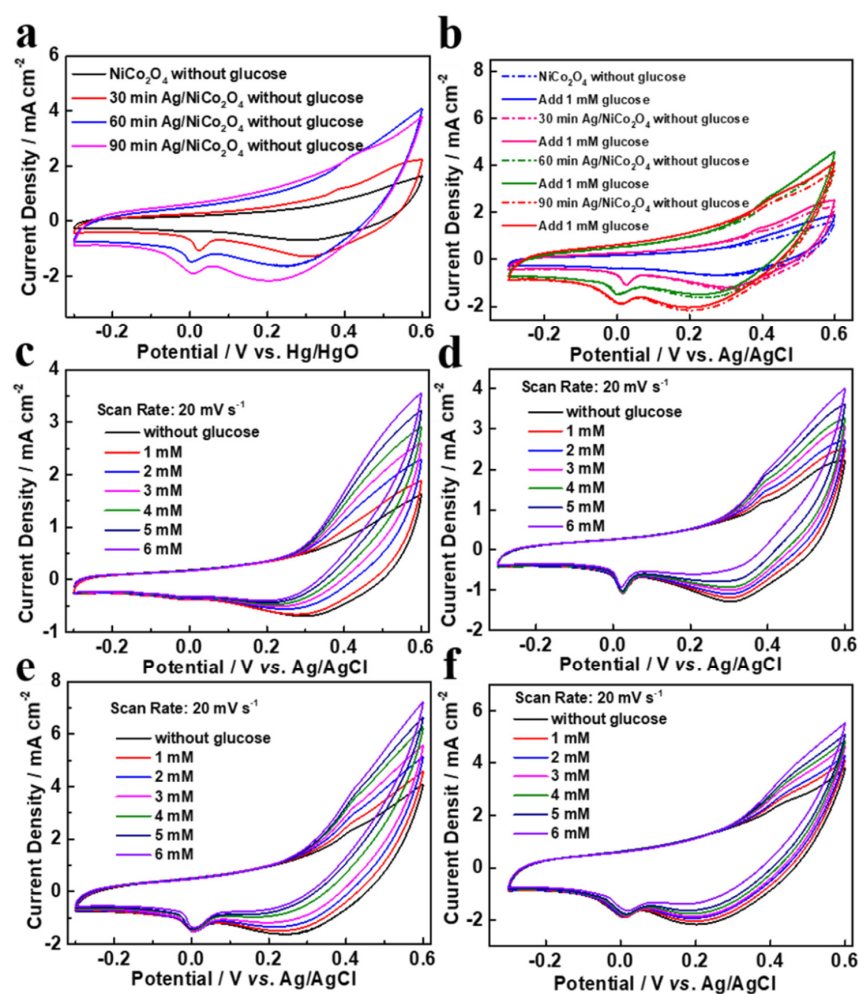 a
6
4
2
0
-2
-0.2
0.0
0.2
0.4
0.6
Current Density / mA cm⁻²
Potential / V vs. Hg/HgO
NiCo₂O₄ without glucose
30 min Ag/NiCo₂O₄ without glucose
60 min Ag/NiCo₂O₄ without glucose
90 min Ag/NiCo₂O₄ without glucose
b
8
6
4
2
0
-2
-0.2
0.0
0.2
0.4
0.6
Current Density / mA cm⁻²
Potential / V vs. Ag/AgCl
NiCo₂O₄ without glucose
Add 1 mM glucose
30 min Ag/NiCo₂O₄ without glucose
Add 1 mM glucose
60 min Ag/NiCo₂O₄ without glucose
Add 1 mM glucose
90 min Ag/NiCo₂O₄ without glucose
Add 1 mM glucose
c
4
3
2
1
0
-1
-0.2
0.0
0.2
0.4
0.6
Current Density / mA cm⁻²
Potential / V vs. Ag/AgCl
Scan Rate: 20 mV s⁻¹
without glucose
1 mM
2 mM
3 mM
4 mM
5 mM
6 mM
d
4
3
2
1
0
-1
-2
-0.2
0.0
0.2
0.4
0.6
Cuurent Density / mA cm⁻²
Potential / V vs. Ag/AgCl
Scan Rate: 20 mV s⁻¹
without glucose
1 mM
2 mM
3 mM
4 mM
5 mM
6 mM
e
8
6
4
2
0
-2
-0.2
0.0
0.2
0.4
0.6
Current Density / mA cm⁻²
Potential / V vs. Ag/AgCl
Scan Rate: 20 mV s⁻¹
without glucose
1 mM
2 mM
3 mM
4 mM
5 mM
6 mM
f
6
4
2
0
-2
-0.2
0.0
0.2
0.4
0.6
Cuurent Densit / mA cm⁻²
Potential / V vs. Ag/AgCl
Scan Rate: 20 mV s⁻¹
without glucose
1 mM
2 mM
3 mM
4 mM
5 mM
6 mM